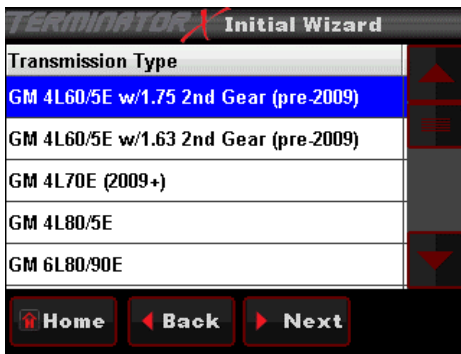 TERMINATOR X Initial Wizard
Transmission Type
GM 4L60/5E w/1.75 2nd Gear (pre-2009)
GM 4L60/5E w/1.63 2nd Gear (pre-2009)
GM 4L70E (2009+)
GM 4L80/5E
GM 6L80/90E
Home Back Next